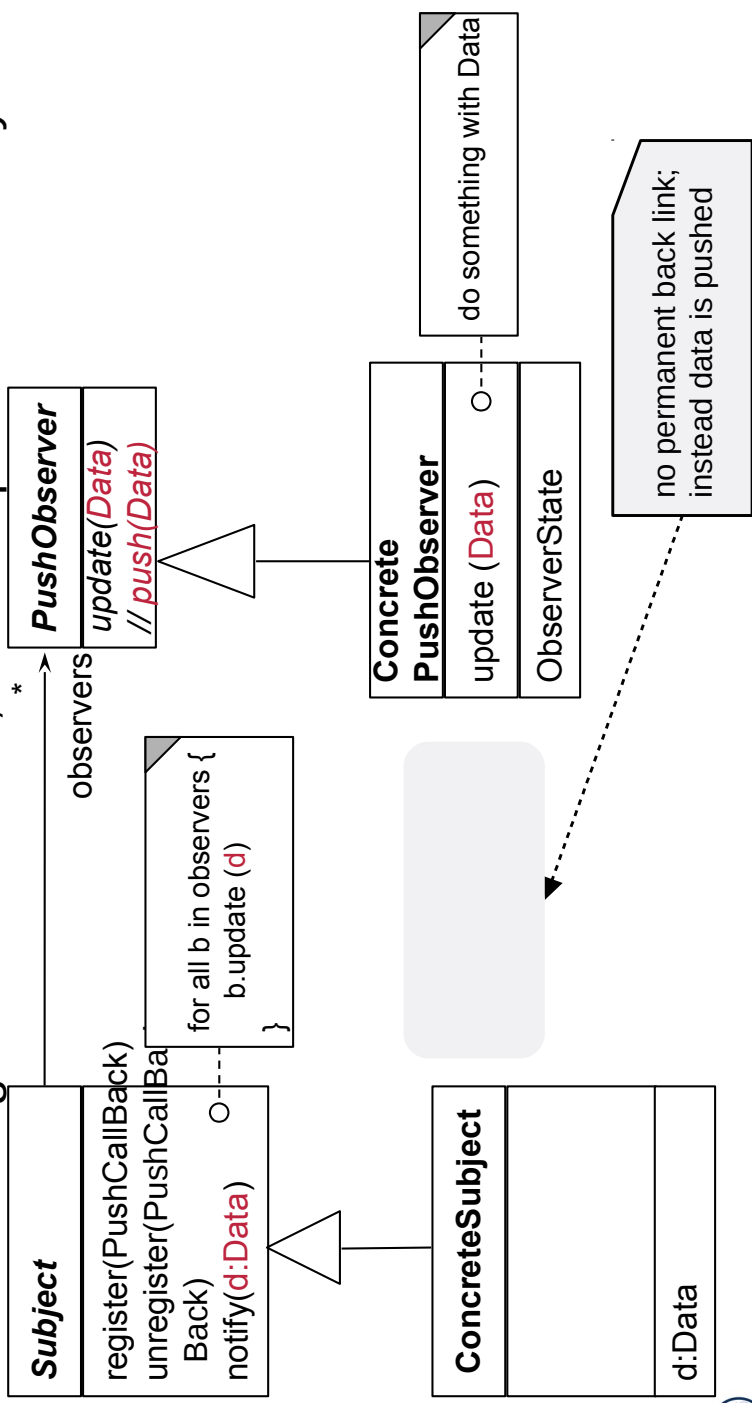 Subject
register(PushCallBack)
unregister(PushCallBa
Back)
notify(d:Data)
for all b in observers {
b.update (d)
}
*
observers
PushObserver
update(Data)
// push(Data)
ConcreteSubject
d:Data
Concrete
PushObserver
update (Data)
ObserverState
do something with Data
no permanent back link;
instead data is pushed